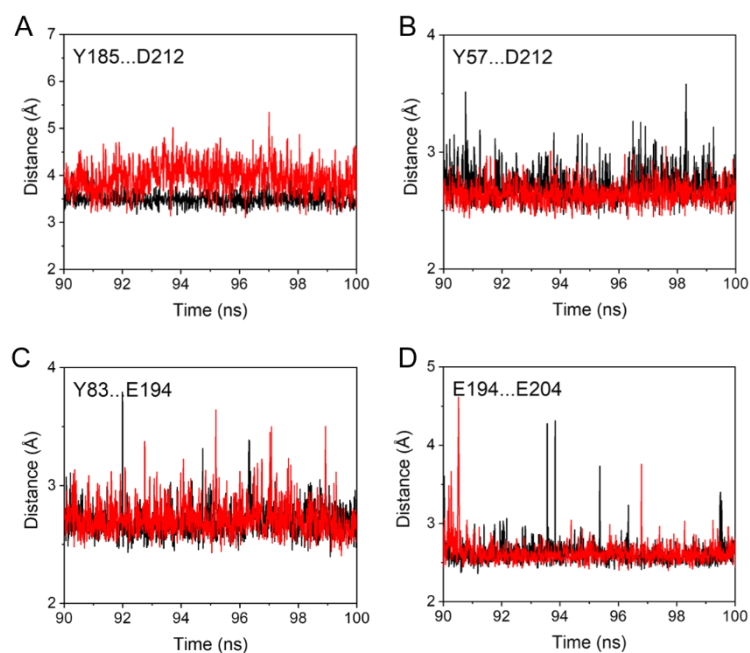 A
Y185...D212
Distance (Å)
7
6
5
4
3
2
90 92 94 96 98 100
Time (ns)
B
Y57...D212
Distance (Å)
4
3
2
90 92 94 96 98 100
Time (ns)
C
Y83...E194
Distance (Å)
4
3
2
90 92 94 96 98 100
Time (ns)
D
E194...E204
Distance (Å)
5
4
3
2
90 92 94 96 98 100
Time (ns)